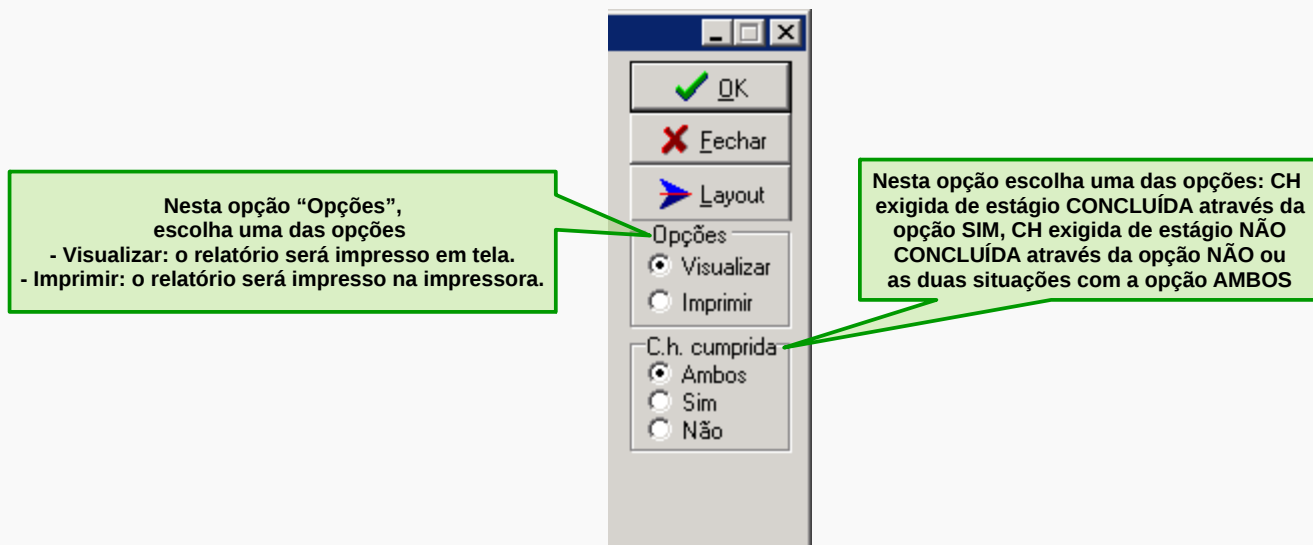 OK
Fechar
Layout
Nesta opção “Opções”,
escolha uma das opções
- Visualizar: o relatório será impresso em tela.
- Imprimir: o relatório será impresso na impressora.
Opções
Visualizar
Imprimir
Nesta opção escolha uma das opções: CH
exigida de estágio CONCLUÍDA através da
opção SIM, CH exigida de estágio NÃO
CONCLUÍDA através da opção NÃO ou
as duas situações com a opção AMBOS
C.h. cumprida
Ambos
Sim
Não